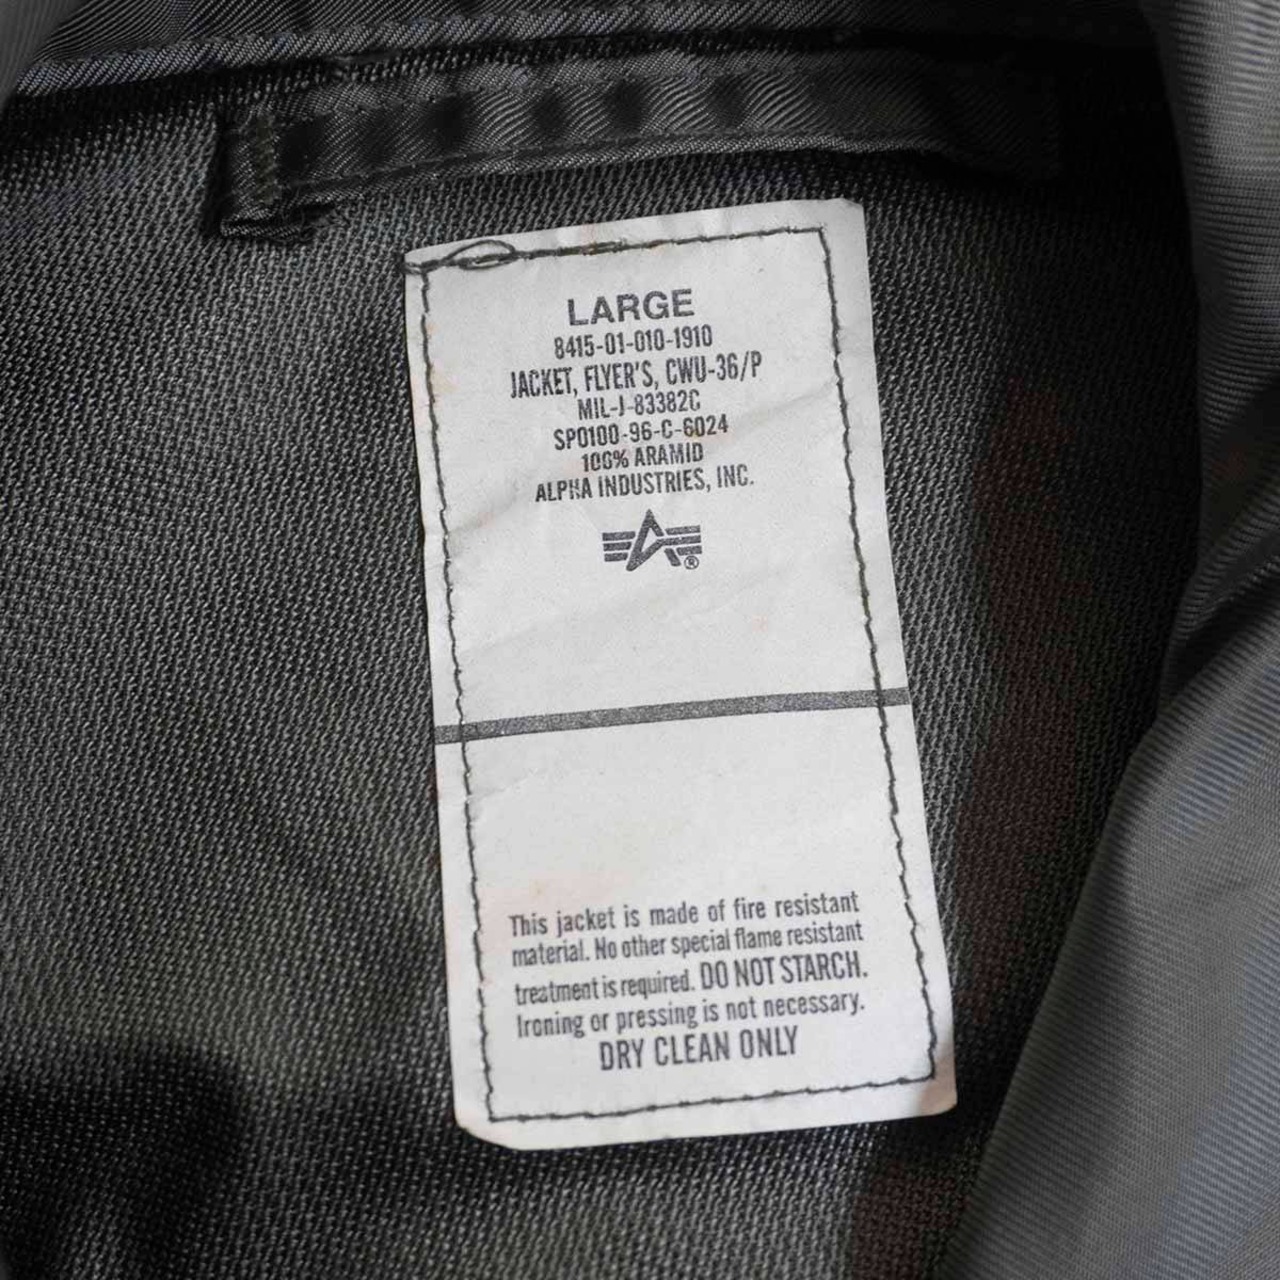 LARGE
8415-01-010-1910
JACKET, FLYER'S, CWU-36/P
MIL-J-83382C
SPO100-96-C-6024
100% ARAMID
ALPHA INDUSTRIES, INC.
®
This jacket is made of fire resistant
material. No other special flame resistant
treatment is required. DO NOT STARCH.
Ironing or pressing is not necessary.
DRY CLEAN ONLY